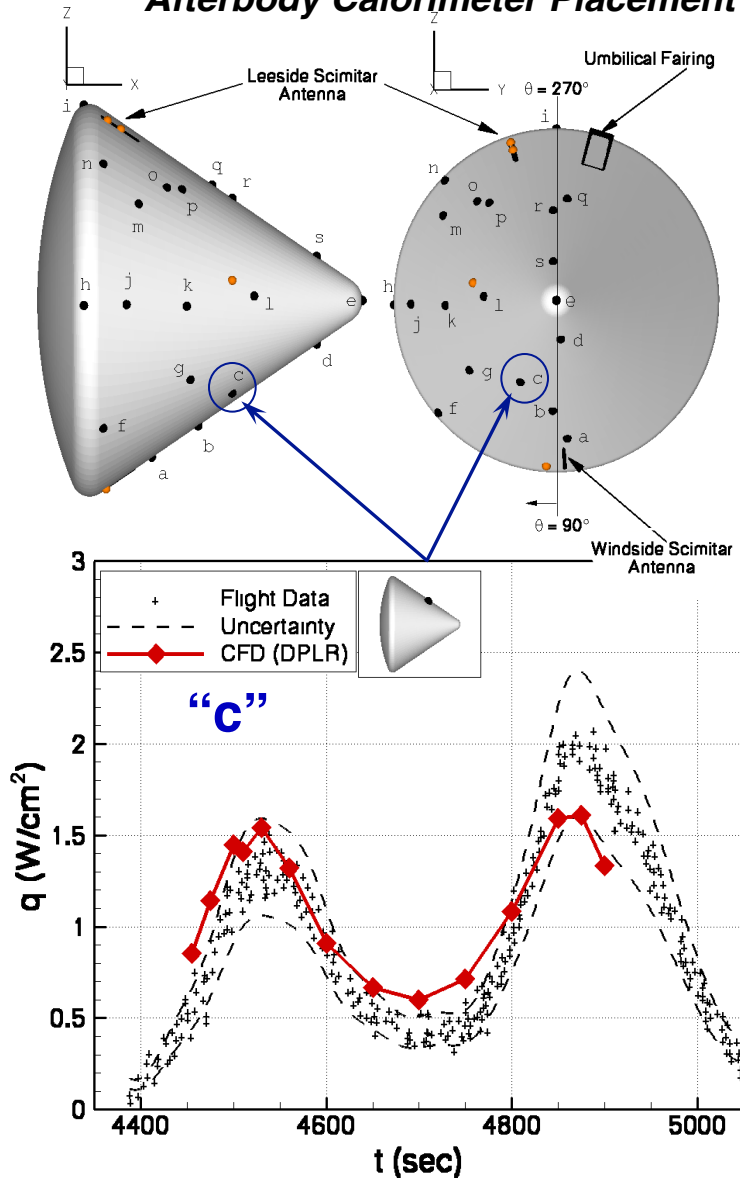 Afterbody Calorimeter Placement
Z
Y
X
Leeside Scimitar
Antenna
Z
X
Y
θ = 270°
Umbilical Fairing
i
n
o
p
q
r
m
s
h
j
k
l
e
d
g
c
f
b
a
i
n
o
p
q
r
m
s
h
j
k
l
e
d
g
c
f
b
a
θ = 90°
Windside Scimitar
Antenna
Flight Data
Uncertainty
CFD (DPLR)
“c”
q (W/cm²)
3
2.5
2
1.5
1
0.5
0
4400 4600 4800 5000
t (sec)